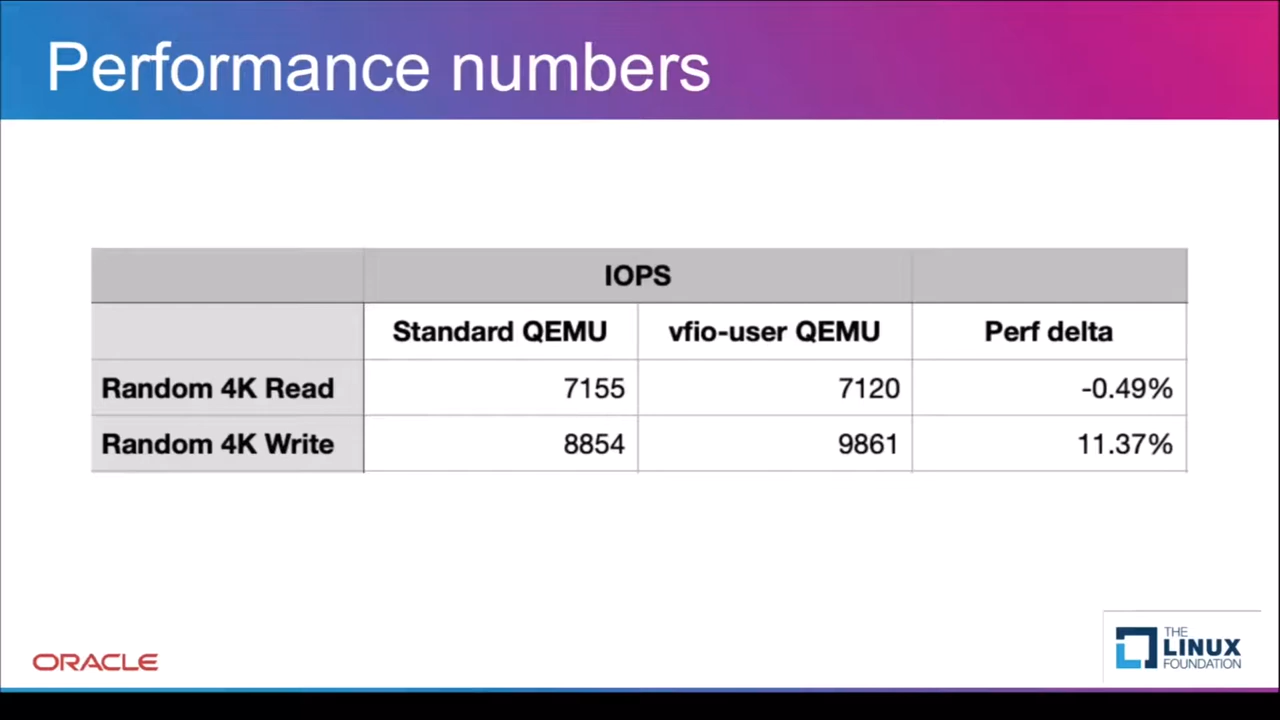 Performance numbers
IOPS
Standard QEMU vfio-user QEMU Perf delta
Random 4K Read 7155 7120 -0.49%
Random 4K Write 8854 9861 11.37%
ORACLE
THE
LINUX
FOUNDATION